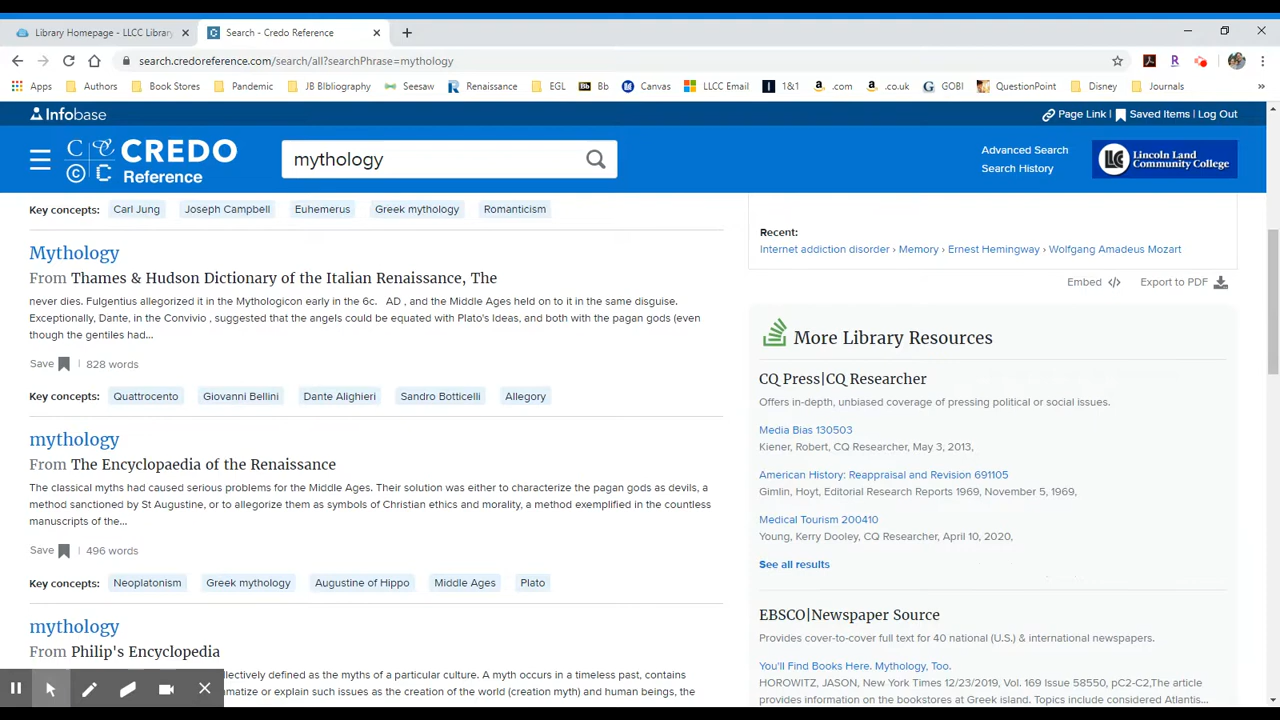 Library Homepage - LLCC Library
Search - Credo Reference
search.credoreference.com/search/all?searchPhrase=mythology
Apps Authors Book Stores Pandemic JB BIbliography Seesaw Renaissance EGL Bb Bb Canvas LLCC Email 1&1 .com .co.uk GOBI QuestionPoint Disney Journals »
Infobase
Page Link | Saved Items | Log Out
CREDO
Reference
mythology
Advanced Search
Search History
LLC Lincoln Land
Community College
Key concepts: Carl Jung Joseph Campbell Euhemerus Greek mythology Romanticism
Mythology
From Thames & Hudson Dictionary of the Italian Renaissance, The
never dies. Fulgentius allegorized it in the Mythologicon early in the 6c. AD , and the Middle Ages held on to it in the same disguise.
Exceptionally, Dante, in the Convivio , suggested that the angels could be equated with Plato's Ideas, and both with the pagan gods (even
though the gentiles had...
Save | 828 words
Key concepts: Quattrocento Giovanni Bellini Dante Alighieri Sandro Botticelli Allegory
mythology
From The Encyclopaedia of the Renaissance
The classical myths had caused serious problems for the Middle Ages. Their solution was either to characterize the pagan gods as devils, a
method sanctioned by St Augustine, or to allegorize them as symbols of Christian ethics and morality, a method exemplified in the countless
manuscripts of the...
Save | 496 words
Key concepts: Neoplatonism Greek mythology Augustine of Hippo Middle Ages Plato
mythology
From Philip's Encyclopedia
llectively defined as the myths of a particular culture. A myth occurs in a timeless past, contains
matize or explain such issues as the creation of the world (creation myth) and human beings, the
Recent:
Internet addiction disorder › Memory › Ernest Hemingway › Wolfgang Amadeus Mozart
Embed </> Export to PDF
More Library Resources
CQ Press|CQ Researcher
Offers in-depth, unbiased coverage of pressing political or social issues.
Media Bias 130503
Kiener, Robert, CQ Researcher, May 3, 2013,
American History: Reappraisal and Revision 691105
Gimlin, Hoyt, Editorial Research Reports 1969, November 5, 1969,
Medical Tourism 200410
Young, Kerry Dooley, CQ Researcher, April 10, 2020,
See all results
EBSCO|Newspaper Source
Provides cover-to-cover full text for 40 national (U.S.) & international newspapers.
You'll Find Books Here. Mythology, Too.
HOROWITZ, JASON, New York Times 12/23/2019, Vol. 169 Issue 58550, pC2-C2,The article
provides information on the bookstores at Greek island. Topics include considered Atlantis...